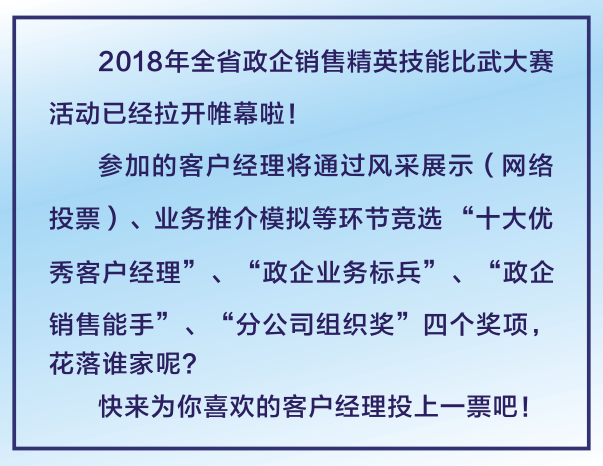 2018年全省政企销售精英技能比武大赛
活动已经拉开帷幕啦！
参加的客户经理将通过风采展示（网络
投票）、业务推介模拟等环节竞选“十大优
秀客户经理”、“政企业务标兵”、“政企
销售能手”、“分公司组织奖”四个奖项，
花落谁家呢？
快来为你喜欢的客户经理投上一票吧！